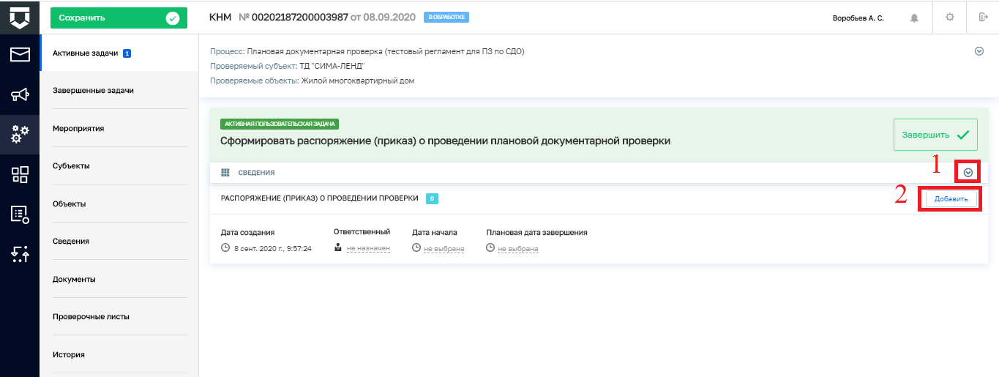 Сохранить
КНМ № 00202187200003987 от 08.09.2020 В ОБРАБОТКЕ
Воробьев А. С.
Активные задачи 1
Завершенные задачи
Мероприятия
Субъекты
Объекты
Сведения
Документы
Проверочные листы
История
Процесс: Плановая документарная проверка (тестовый регламент для ПЗ по СДО)
Проверяемый субъект: ТД "СИМА-ЛЕНД"
Проверяемые объекты: Жилой многоквартирный дом
АКТИВНАЯ ПОЛЬЗОВАТЕЛЬСКАЯ ЗАДАЧА
Сформировать распоряжение (приказ) о проведении плановой документарной проверки
Завершить
СВЕДЕНИЯ
1
РАСПОРЯЖЕНИЕ (ПРИКАЗ) О ПРОВЕДЕНИИ ПРОВЕРКИ 0
2
Добавить
Дата создания
8 сент. 2020 г., 9:57:24
Ответственный
не назначен
Дата начала
не выбрана
Плановая дата завершения
не выбрана